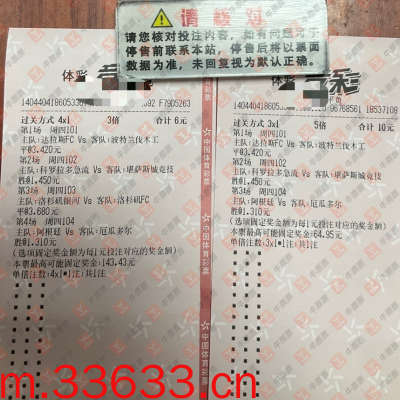 请核对
请您核对投注内容,如有问题可于
停售前联系本站,停售后将以票面
数据为准,未回复视为默认正确。
体彩
过关方式 4x1 3倍 合计 6元
第1场 周四101
主队:达拉斯FC Vs 客队:波特兰伐木工
平@3.420元
第2场 周四102
主队:科罗拉多急流 Vs 客队:堪萨斯城竞技
胜@1.450元
第3场 周四103
主队:洛杉矶银河 Vs 客队:洛杉矶FC
平@3.680元
第4场 周四104
主队:阿根廷 Vs 客队:厄瓜多尔
胜@1.310元
(选项固定奖金额为每1元投注对应的奖金额)
本票最高可能固定奖金:143.43元
单倍注数:4x1*1注;共1注
体彩
过关方式 3x1 5倍 合计 10元
第1场 周四101
主队:达拉斯FC Vs 客队:波特兰伐木工
平@3.420元
第2场 周四102
主队:科罗拉多急流 Vs 客队:堪萨斯城竞技
胜@1.450元
第3场 周四104
主队:阿根廷 Vs 客队:厄瓜多尔
胜@1.310元
(选项固定奖金额为每1元投注对应的奖金额)
本票最高可能固定奖金:64.95元
单倍注数:3x1*1注;共1注
中国体育彩票
中国体育彩票
m.33633.cn